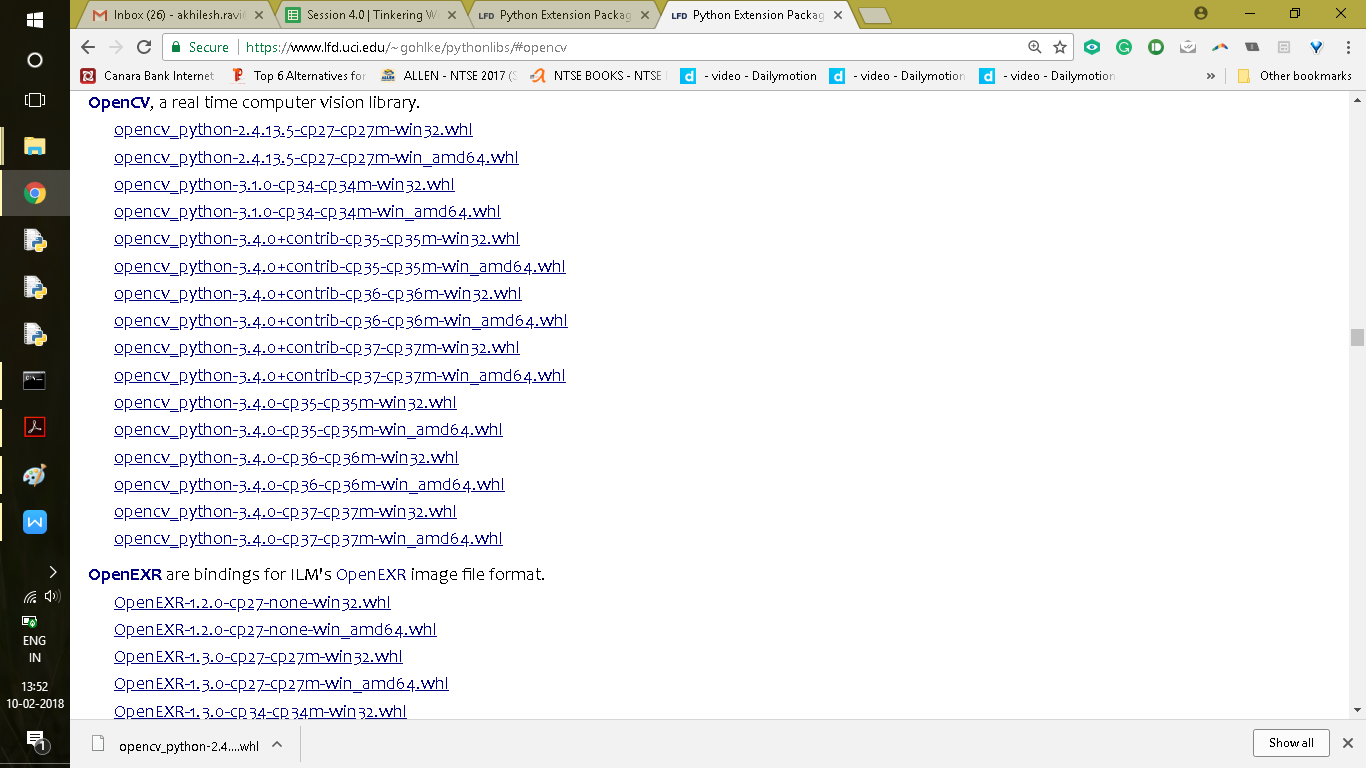 Inbox (26) - akhilesh.ravi
Session 4.0 | Tinkering W
LFD Python Extension Packag
LFD Python Extension Packag
Secure https://www.lfd.uci.edu/~gohlke/pythonlibs/#opencv
Canara Bank Internet Top 6 Alternatives for ALLEN - NTSE 2017 (S NTSE BOOKS - NTSE d - video - Dailymotion d - video - Dailymotion d - video - Dailymotion » Other bookmarks
OpenCV, a real time computer vision library.
opencv_python-2.4.13.5-cp27-cp27m-win32.whl
opencv_python-2.4.13.5-cp27-cp27m-win_amd64.whl
opencv_python-3.1.0-cp34-cp34m-win32.whl
opencv_python-3.1.0-cp34-cp34m-win_amd64.whl
opencv_python-3.4.0+contrib-cp35-cp35m-win32.whl
opencv_python-3.4.0+contrib-cp35-cp35m-win_amd64.whl
opencv_python-3.4.0+contrib-cp36-cp36m-win32.whl
opencv_python-3.4.0+contrib-cp36-cp36m-win_amd64.whl
opencv_python-3.4.0+contrib-cp37-cp37m-win32.whl
opencv_python-3.4.0+contrib-cp37-cp37m-win_amd64.whl
opencv_python-3.4.0-cp35-cp35m-win32.whl
opencv_python-3.4.0-cp35-cp35m-win_amd64.whl
opencv_python-3.4.0-cp36-cp36m-win32.whl
opencv_python-3.4.0-cp36-cp36m-win_amd64.whl
opencv_python-3.4.0-cp37-cp37m-win32.whl
opencv_python-3.4.0-cp37-cp37m-win_amd64.whl
OpenEXR are bindings for ILM's OpenEXR image file format.
OpenEXR-1.2.0-cp27-none-win32.whl
OpenEXR-1.2.0-cp27-none-win_amd64.whl
OpenEXR-1.3.0-cp27-cp27m-win32.whl
OpenEXR-1.3.0-cp27-cp27m-win_amd64.whl
OpenEXR-1.3.0-cp34-cp34m-win32.whl
opencv_python-2.4....whl
Show all
ENG
IN
13:52
10-02-2018
1